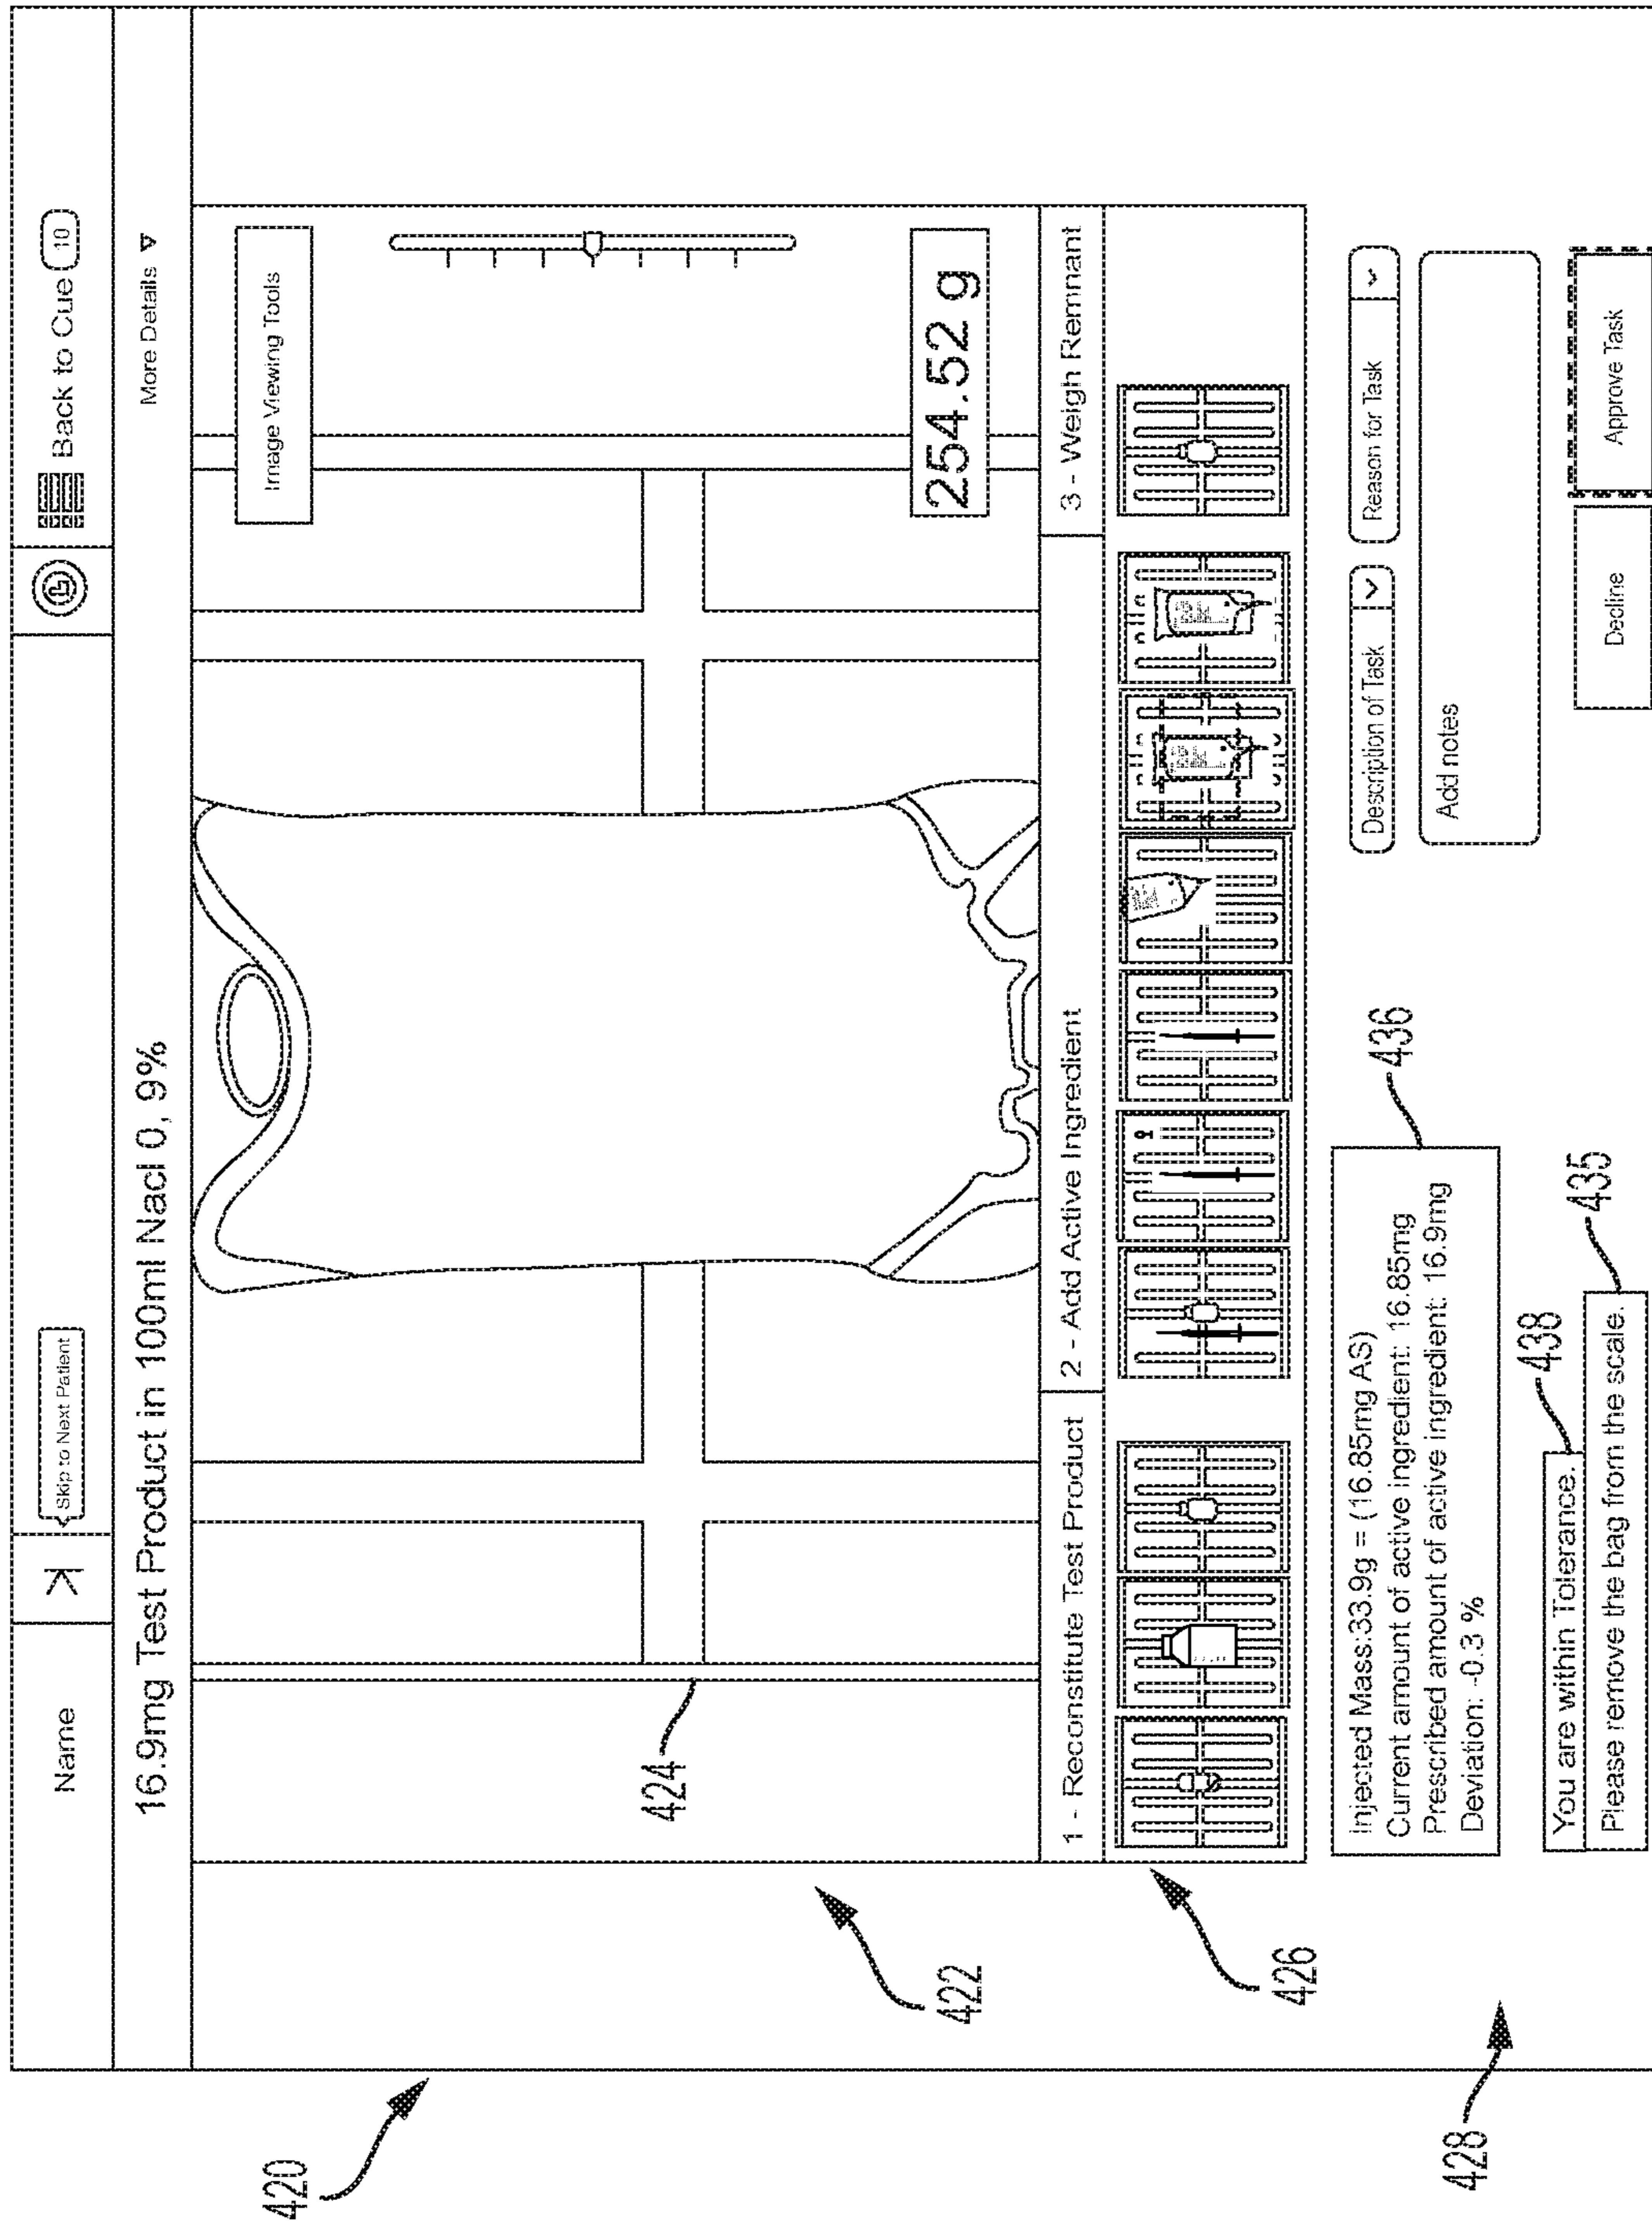 Name
Skip to Next Patient
Back to Cue 10
16.9mg Test Product in 100ml Nacl 0, 9%
More Details
Image Viewing Tools
254.52 g
1 - Reconstitute Test Product
2 - Add Active Ingredient
3 - Weigh Remnant
Injected Mass:33.9g = (16.85mg AS)
Current amount of active ingredient: 16.85mg
Prescribed amount of active ingredient: 16.9mg
Deviation: -0.3 %
You are within Tolerance.
Please remove the bag from the scale.
Description of Task
Reason for Task
Add notes
Decline
Approve Task
420
422
424
426
428
436
438
435